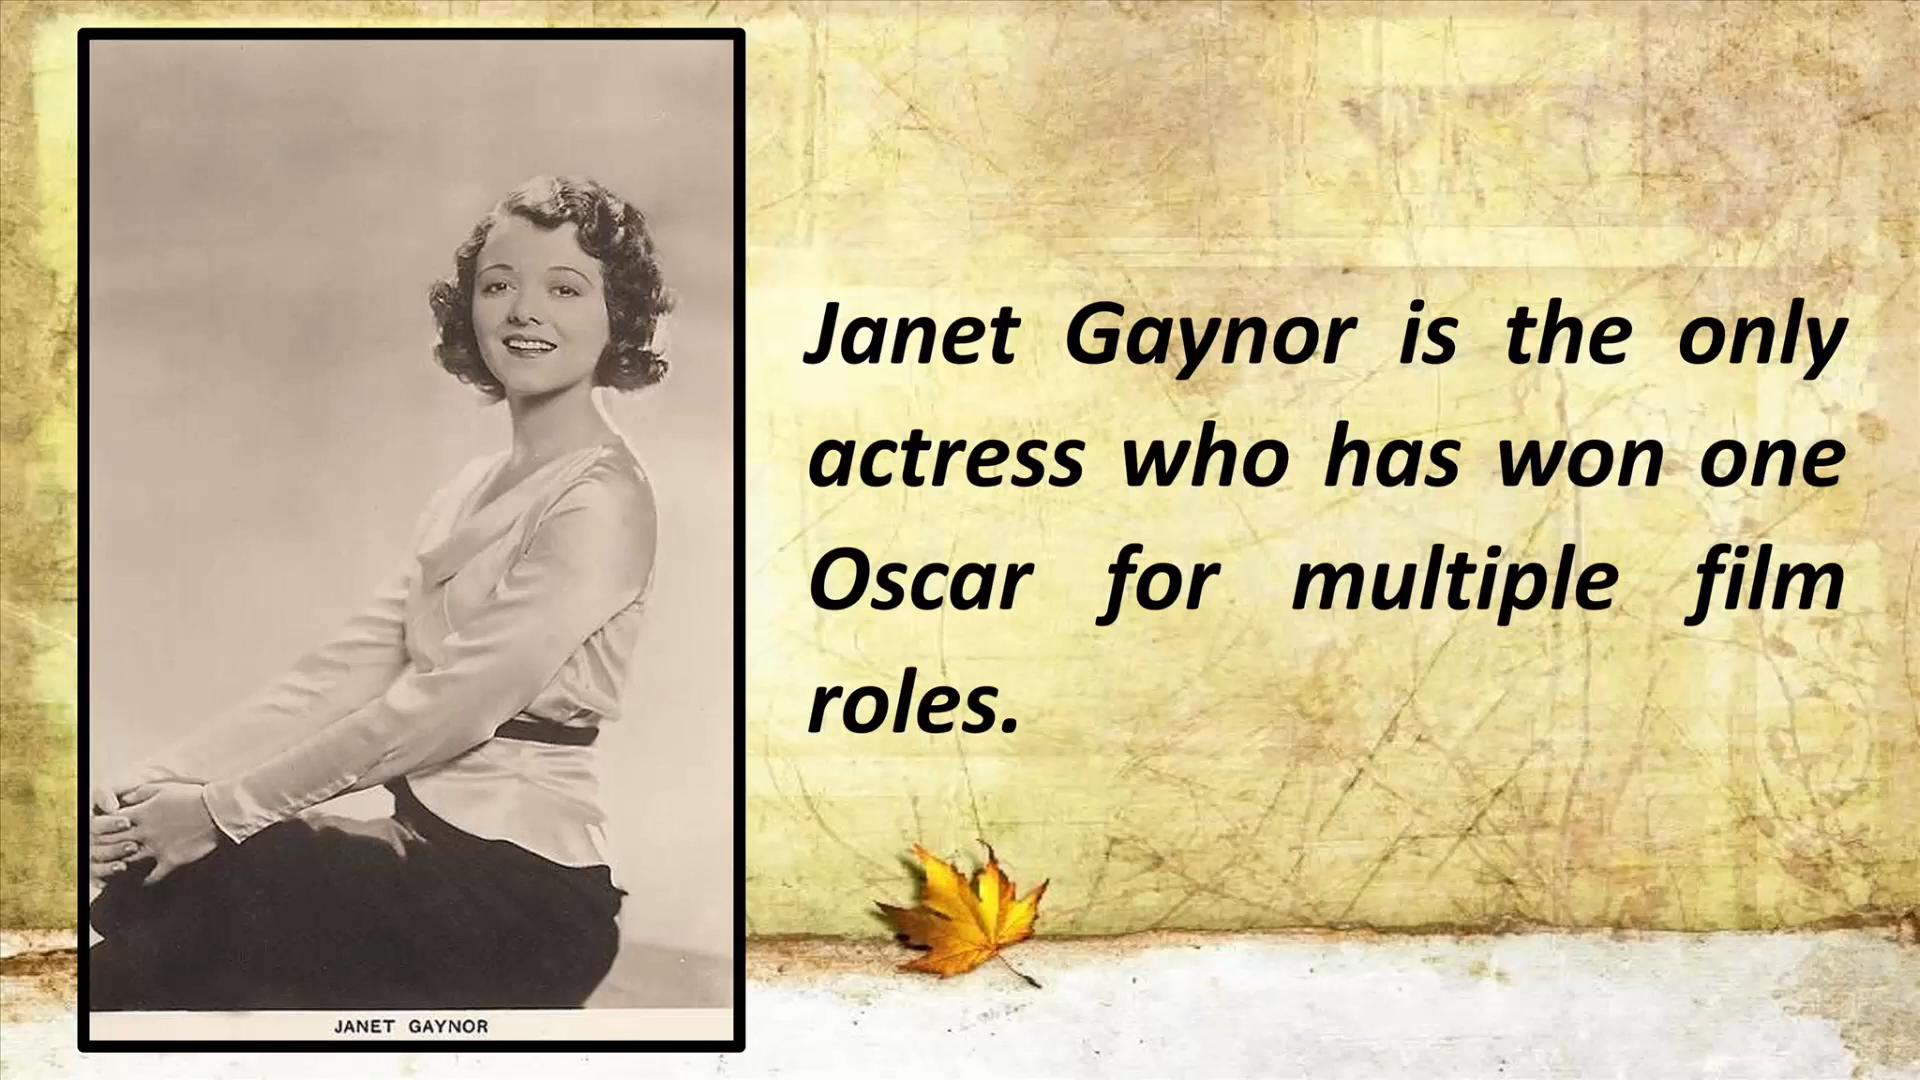 Janet Gaynor is the only
actress who has won one
Oscar for multiple film
roles.
JANET GAYNOR